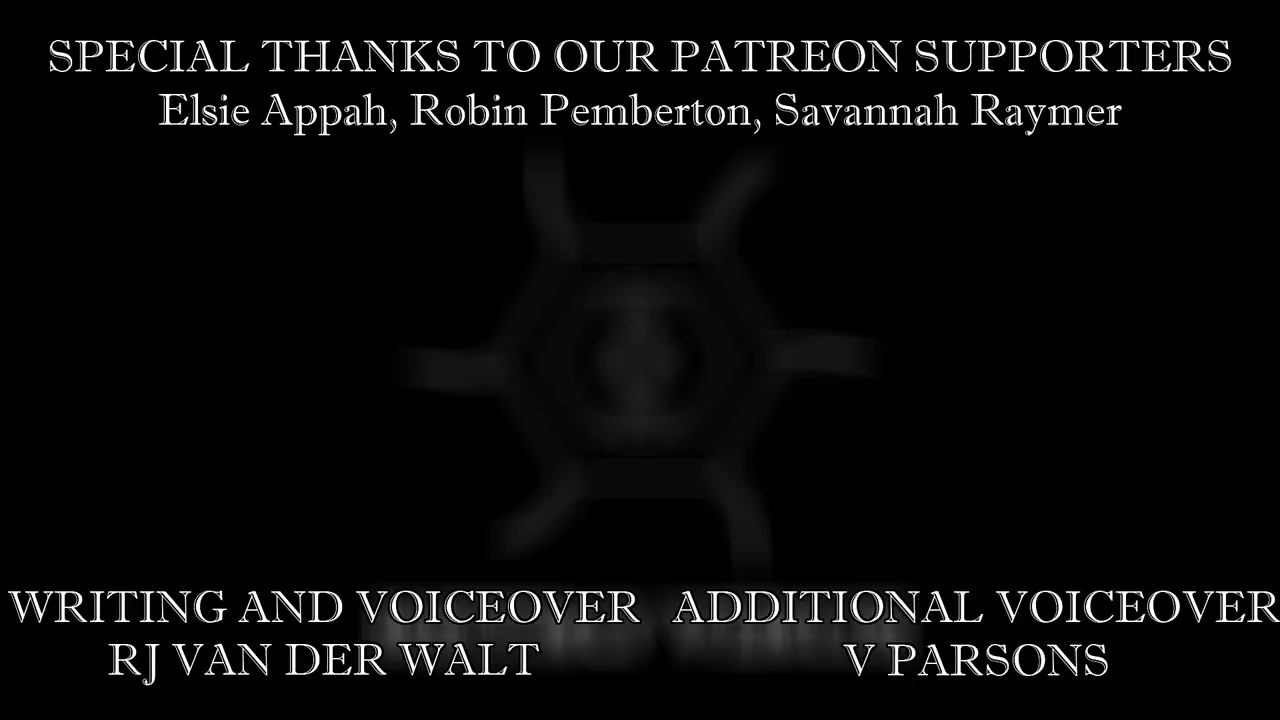 SPECIAL THANKS TO OUR PATREON SUPPORTERS
Elsie Appah, Robin Pemberton, Savannah Raymer
WRITING AND VOICEOVER
RJ VAN DER WALT
ADDITIONAL VOICEOVER
V PARSONS